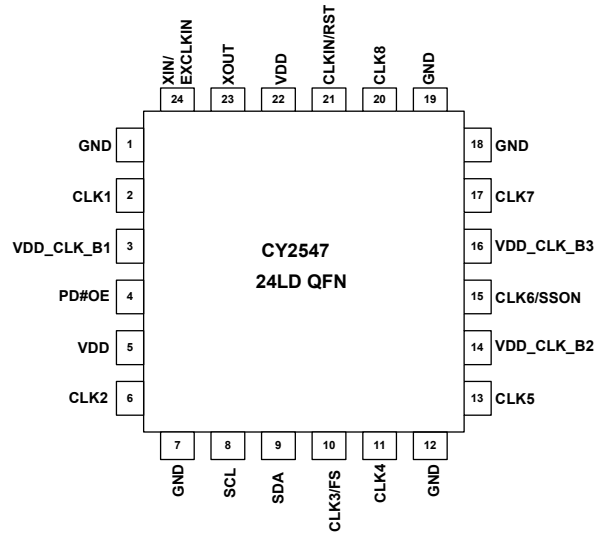 XIN/
EXCLKIN
XOUT
VDD
CLKIN/RST
CLK8
GND
24
23
22
21
20
19
GND 1
CLK1 2
VDD_CLK_B1 3
PD#OE 4
VDD 5
CLK2 6
CY2547
24LD QFN
18 GND
17 CLK7
16 VDD_CLK_B3
15 CLK6/SSON
14 VDD_CLK_B2
13 CLK5
7
8
9
10
11
12
GND
SCL
SDA
CLK3/FS
CLK4
GND